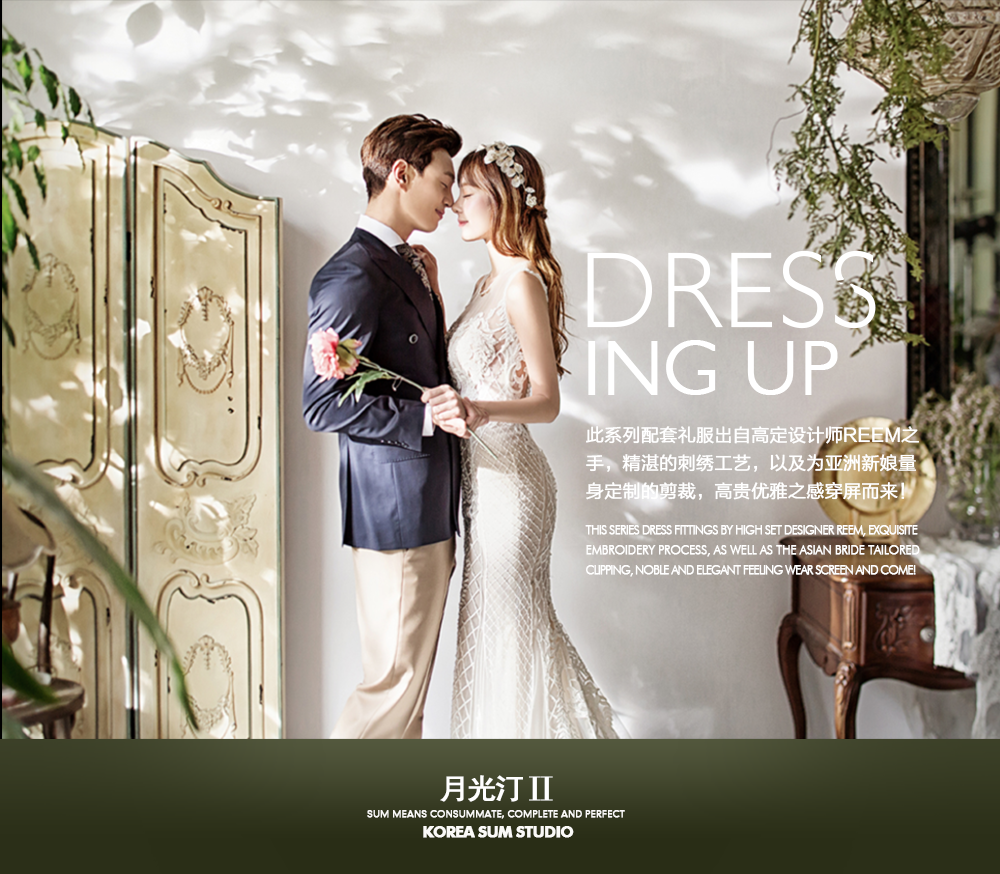 DRESS
ING UP
此系列配套礼服出自高定设计师REEM之
手，精湛的刺绣工艺，以及为亚洲新娘量
身定制的剪裁，高贵优雅之感穿屏而来！
THIS SERIES DRESS FITTINGS BY HIGH SET DESIGNER REEM, EXQUISITE
EMBROIDERY PROCESS, AS WELL AS THE ASIAN BRIDE TAILORED
CLIPPING, NOBLE AND ELEGANT FEELING WEAR SCREEN AND COME!
月光汀 II
SUM MEANS CONSUMMATE, COMPLETE AND PERFECT
KOREA SUM STUDIO